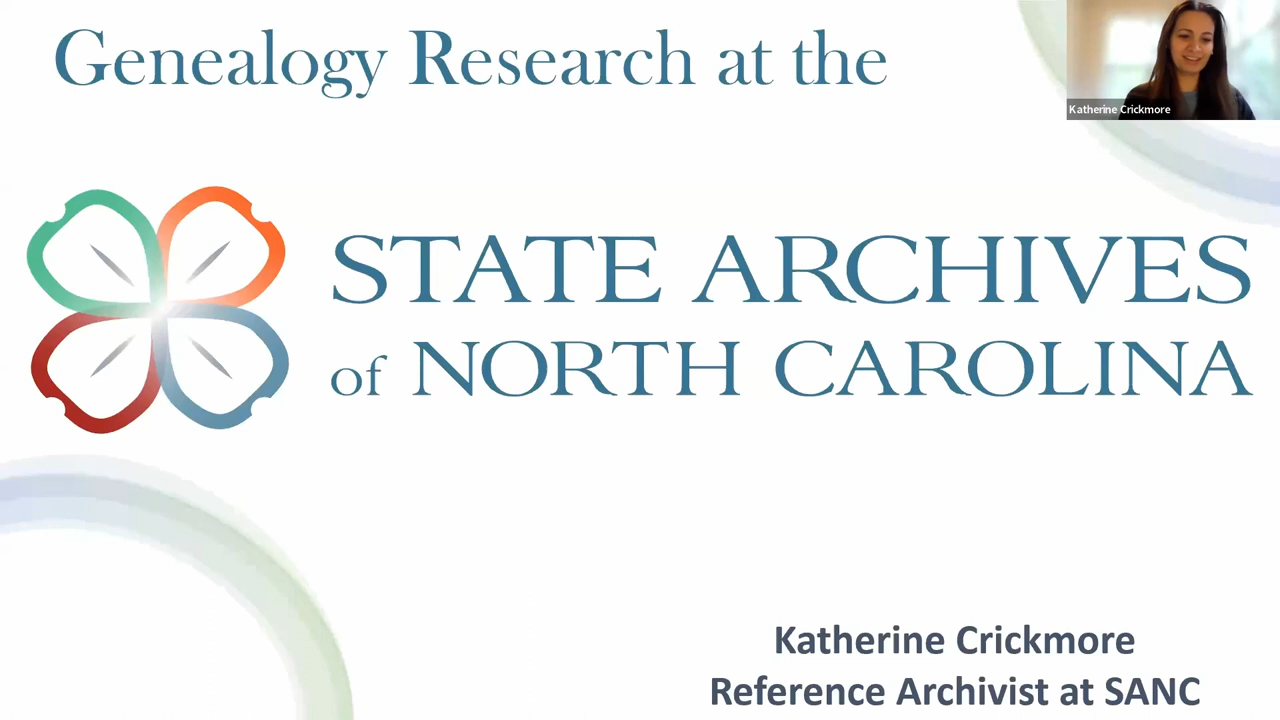 Genealogy Research at the
Katherine Crickmore
STATE ARCHIVES
of NORTH CAROLINA
Katherine Crickmore
Reference Archivist at SANC